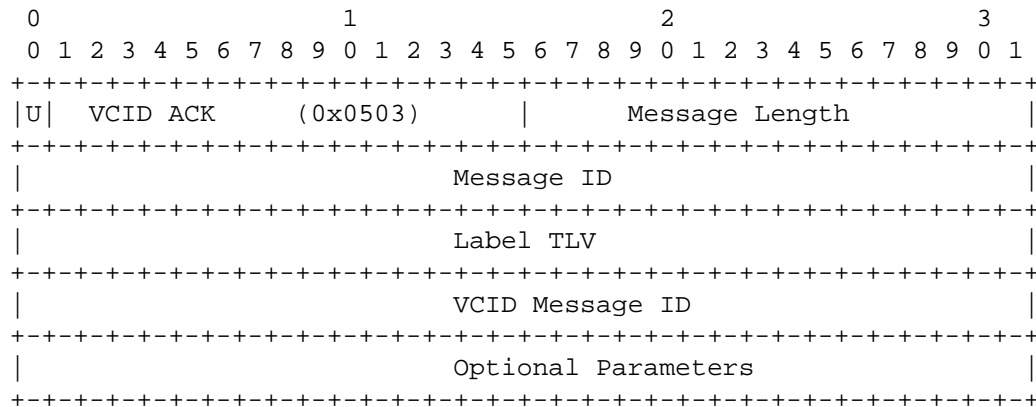 0                   1                   2                   3
 0 1 2 3 4 5 6 7 8 9 0 1 2 3 4 5 6 7 8 9 0 1 2 3 4 5 6 7 8 9 0 1
+-+-+-+-+-+-+-+-+-+-+-+-+-+-+-+-+-+-+-+-+-+-+-+-+-+-+-+-+-+-+-+-+
|U|  VCID ACK     (0x0503)      |      Message Length           |
+-+-+-+-+-+-+-+-+-+-+-+-+-+-+-+-+-+-+-+-+-+-+-+-+-+-+-+-+-+-+-+-+
|                           Message ID                          |
+-+-+-+-+-+-+-+-+-+-+-+-+-+-+-+-+-+-+-+-+-+-+-+-+-+-+-+-+-+-+-+-+
|                           Label TLV                           |
+-+-+-+-+-+-+-+-+-+-+-+-+-+-+-+-+-+-+-+-+-+-+-+-+-+-+-+-+-+-+-+-+
|                           VCID Message ID                     |
+-+-+-+-+-+-+-+-+-+-+-+-+-+-+-+-+-+-+-+-+-+-+-+-+-+-+-+-+-+-+-+-+
|                           Optional Parameters                 |
+-+-+-+-+-+-+-+-+-+-+-+-+-+-+-+-+-+-+-+-+-+-+-+-+-+-+-+-+-+-+-+-+